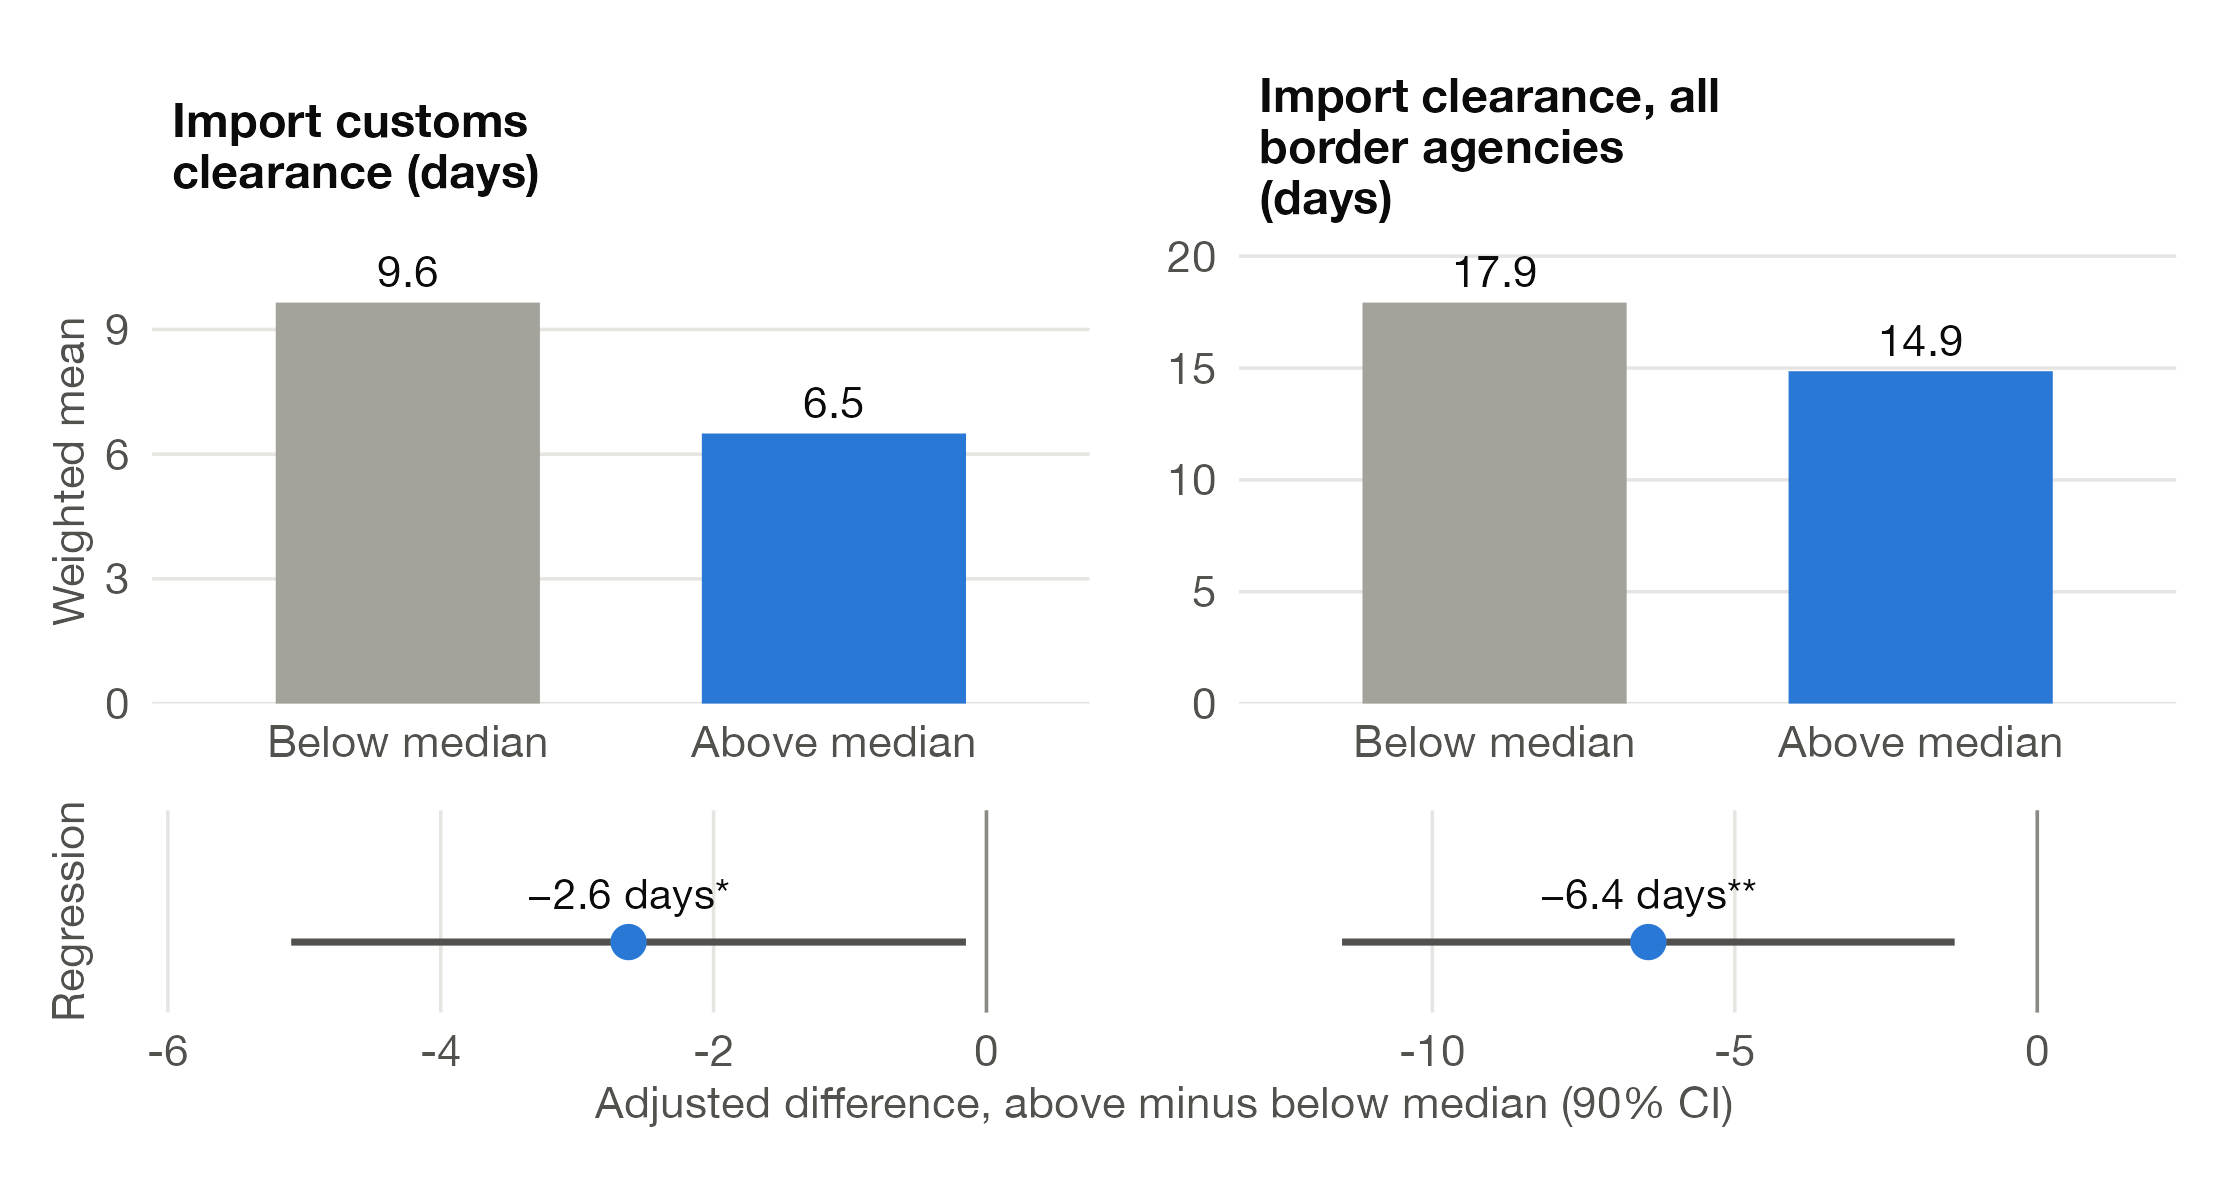 Import customs
clearance (days)
Weighted mean
9
6
3
0
9.6
6.5
Below median
Above median
Import clearance, all
border agencies
(days)
20
15
10
5
0
17.9
14.9
Below median
Above median
Regression
–2.6 days*
-6
-4
-2
0
–6.4 days**
-10
-5
0
Adjusted difference, above minus below median (90% CI)